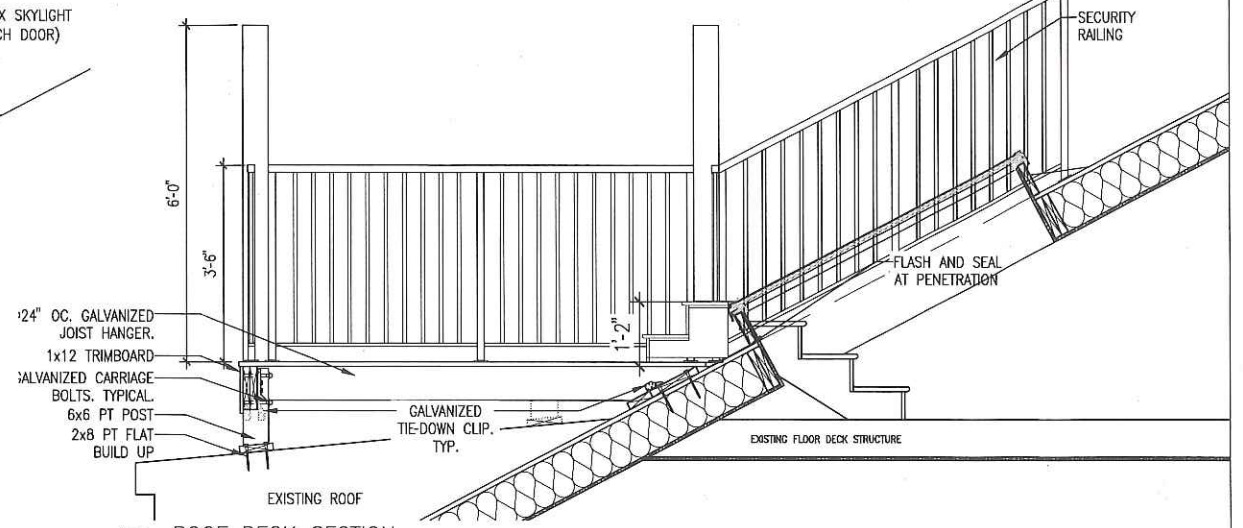 X SKYLIGHT
CH DOOR)
SECURITY
RAILING
6'-0"
3'-6"
FLASH AND SEAL
AT PENETRATION
1'-2"
24" OC. GALVANIZED
JOIST HANGER.
1x12 TRIMBOARD
ALVANIZED CARRIAGE
BOLTS. TYPICAL.
6x6 PT POST
2x8 PT FLAT
BUILD UP
GALVANIZED
TIE-DOWN CLIP.
TYP.
EXISTING FLOOR DECK STRUCTURE
EXISTING ROOF
ROOF DECK SECTION